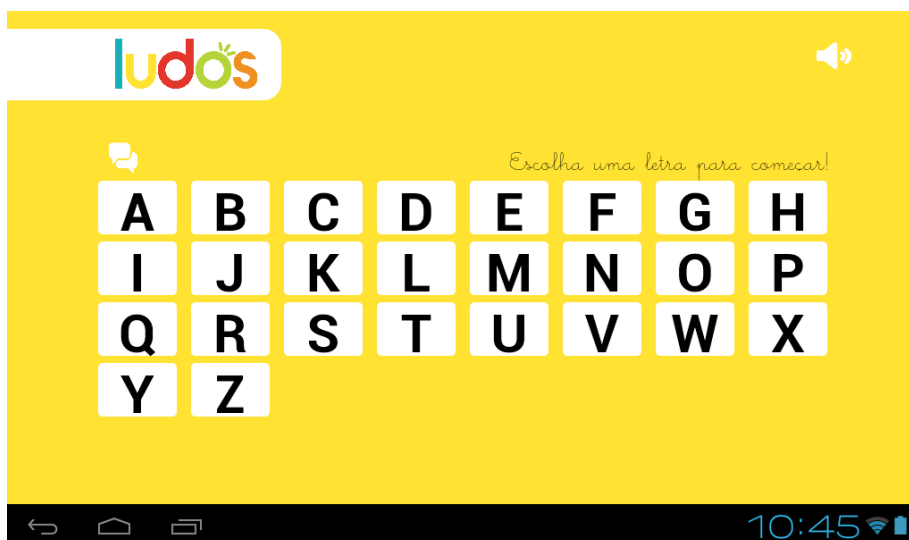 ludos
Escolha uma letra para começar!
A B C D E F G H
I J K L M N O P
Q R S T U V W X
Y Z
10:45